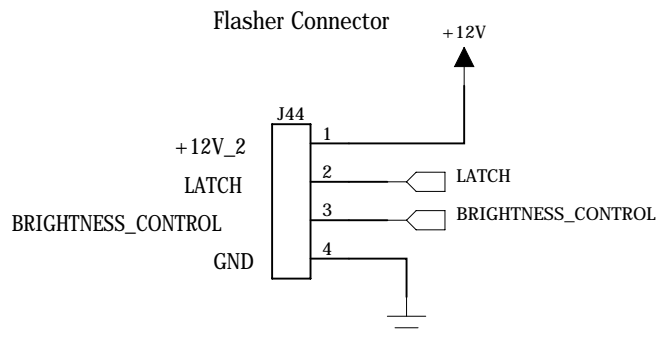 Flasher Connector
+12V
J44
+12V_2
1
LATCH
2
LATCH
BRIGHTNESS_CONTROL
3
BRIGHTNESS_CONTROL
GND
4